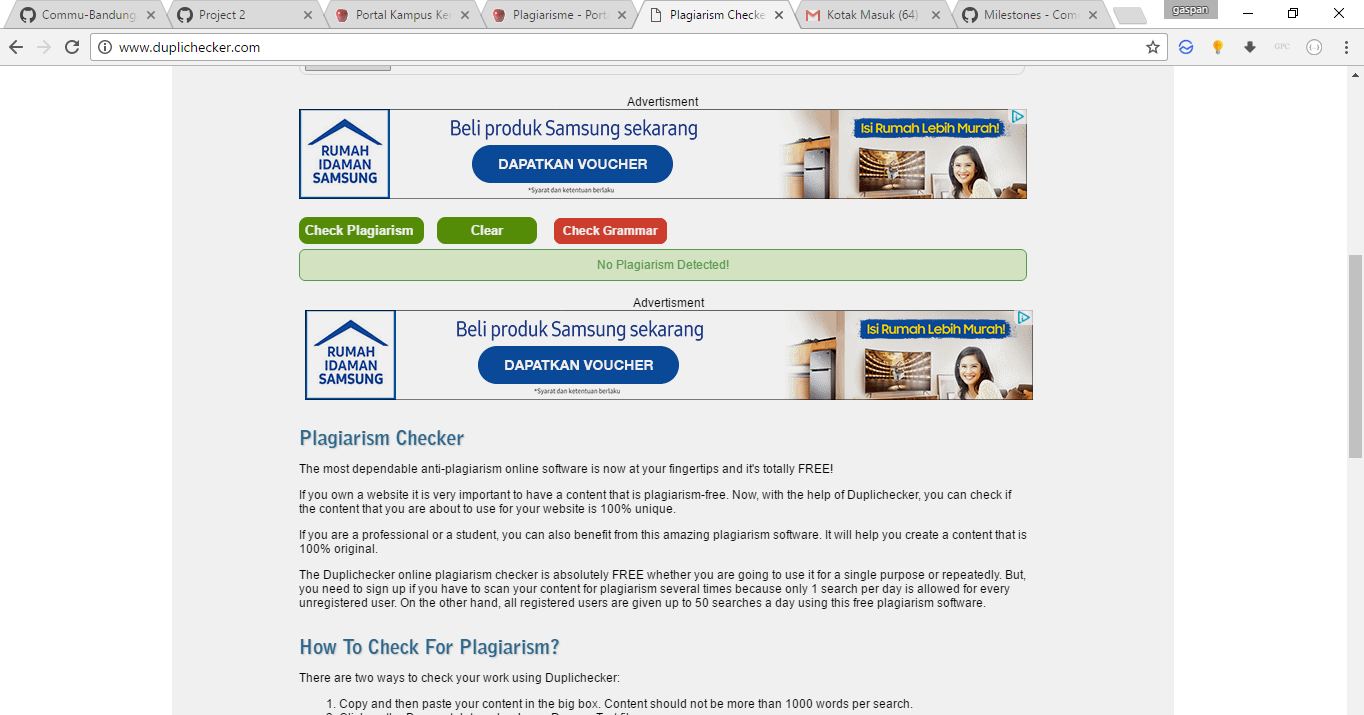 Commu-Bandung
Project 2
Portal Kampus Ke
Plagiarisme - Port
Plagiarism Checke
Kotak Masuk (64)
Milestones - Com
gaspan
www.duplichecker.com
GPC
Advertisment
RUMAH
IDAMAN
SAMSUNG
Beli produk Samsung sekarang
DAPATKAN VOUCHER
*Syarat dan ketentuan berlaku
Isi Rumah Lebih Murah!
Check Plagiarism
Clear
Check Grammar
No Plagiarism Detected!
Advertisment
RUMAH
IDAMAN
SAMSUNG
Beli produk Samsung sekarang
DAPATKAN VOUCHER
*Syarat dan ketentuan berlaku
Isi Rumah Lebih Murah!
Plagiarism Checker
The most dependable anti-plagiarism online software is now at your fingertips and it's totally FREE!
If you own a website it is very important to have a content that is plagiarism-free. Now, with the help of Duplichecker, you can check if
the content that you are about to use for your website is 100% unique.
If you are a professional or a student, you can also benefit from this amazing plagiarism software. It will help you create a content that is
100% original.
The Duplichecker online plagiarism checker is absolutely FREE whether you are going to use it for a single purpose or repeatedly. But,
you need to sign up if you have to scan your content for plagiarism several times because only 1 search per day is allowed for every
unregistered user. On the other hand, all registered users are given up to 50 searches a day using this free plagiarism software.
How To Check For Plagiarism?
There are two ways to check your work using Duplichecker:
1. Copy and then paste your content in the big box. Content should not be more than 1000 words per search.